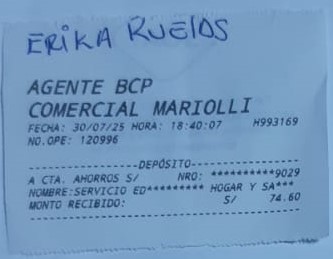 ERIKA RUEIDS
AGENTE BCP
COMERCIAL MARIOLLI
FECHA: 30/07/25 HORA: 18:40:07 H993169
NO.OPE: 120996
----------------DEPÓSITO----------------
A CTA. AHORROS S/ NRO: **********9029
NOMBRE:SERVICIO ED********* HOGAR Y SA***
MONTO RECIBIDO: S/ 74.60